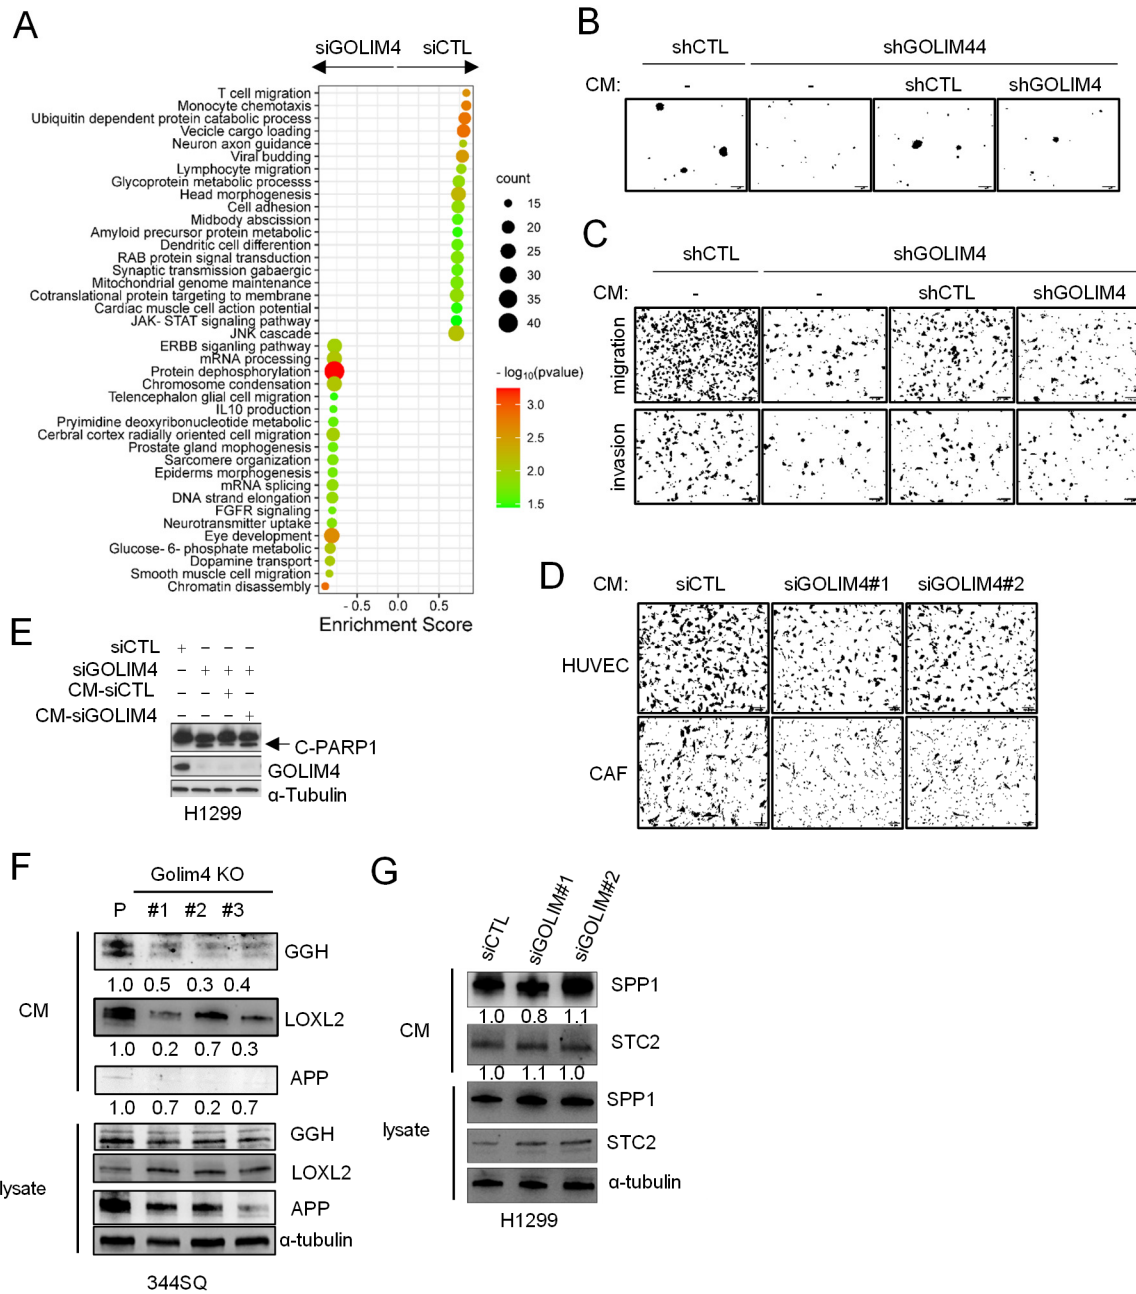 A
siGOLIM4 siCTL
T cell migration
Monocyte chemotaxis
Ubiquitin dependent protein catabolic process
Vecicle cargo loading
Neuron axon guidance
Viral budding
Lymphocyte migration
Glycoprotein metabolic processs
Head morphogenesis
Cell adhesion
Midbody abscission
Amyloid precursor protein metabolic
Dendritic cell differention
RAB protein signal transduction
Synaptic transmission gabaergic
Mitochondrial genome maintenance
Cotranslational protein targeting to membrane
Cardiac muscle cell action potential
JAK- STAT signaling pathway
JNK cascade
ERBB siganling pathway
mRNA processing
Protein dephosphorylation
Chromosome condensation
Telencephalon glial cell migration
IL10 production
Pryimidine deoxyribonucleotide metabolic
Cerbral cortex radially oriented cell migration
Prostate gland mophogenesis
Sarcomere organization
Epiderms morphogenesis
mRNA splicing
DNA strand elongation
FGFR signaling
Neurotransmitter uptake
Eye development
Glucose- 6- phosphate metabolic
Dopamine transport
Smooth muscle cell migration
Chromatin disassembly
-0.5 0.0 0.5
Enrichment Score
count
15
20
25
30
35
40
- log10(pvalue)
3.0
2.5
2.0
1.5
B
shCTL shGOLIM44
CM: - - shCTL shGOLIM4
C
shCTL shGOLIM4
CM: - - shCTL shGOLIM4
migration
invasion
D
CM: siCTL siGOLIM4#1 siGOLIM4#2
HUVEC
CAF
E
siCTL + − − −
siGOLIM4 − + + +
CM-siCTL − − + −
CM-siGOLIM4 − − − +
C-PARP1
GOLIM4
α-Tubulin
H1299
F
Golim4 KO
P #1 #2 #3
CM
GGH
1.0 0.5 0.3 0.4
LOXL2
1.0 0.2 0.7 0.3
APP
1.0 0.7 0.2 0.7
lysate
GGH
LOXL2
APP
α-tubulin
344SQ
G
siCTL siGOLIM#1 siGOLIM#2
CM
SPP1
1.0 0.8 1.1
STC2
1.0 1.1 1.0
lysate
SPP1
STC2
α-tubulin
H1299